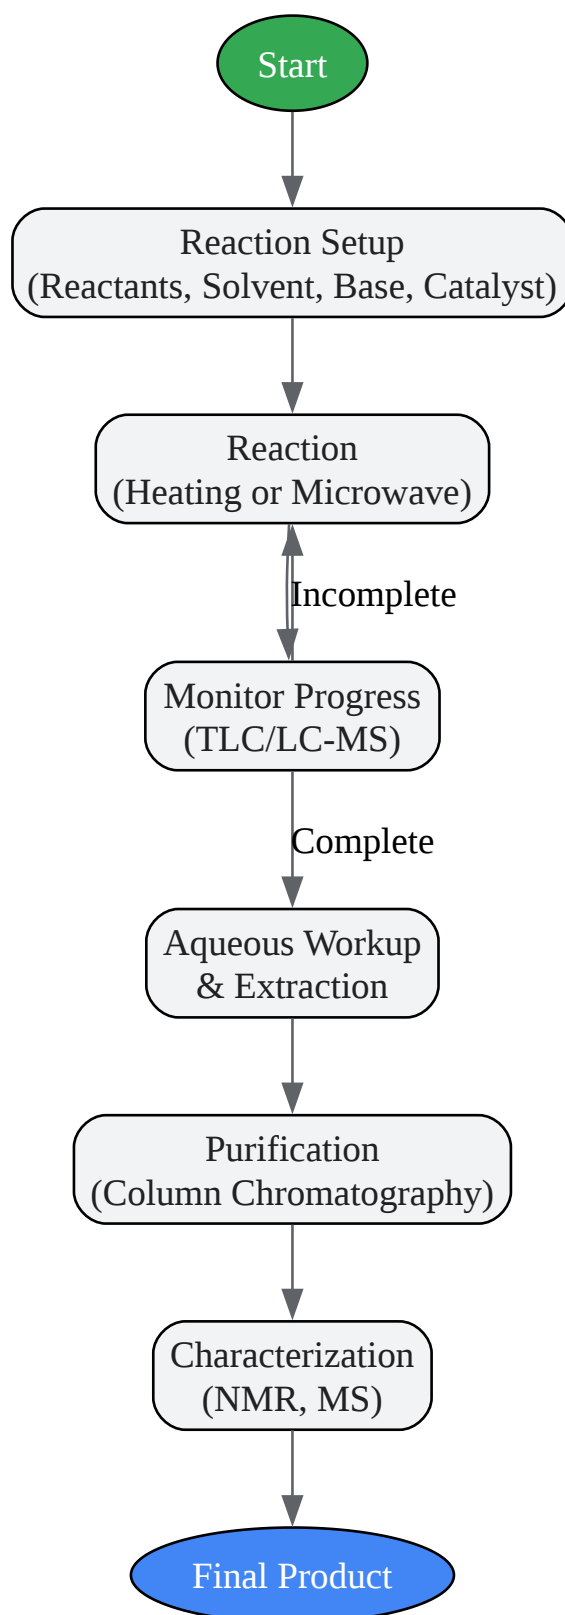 Start
Reaction Setup
(Reactants, Solvent, Base, Catalyst)
Reaction
(Heating or Microwave)
Incomplete
Monitor Progress
(TLC/LC-MS)
Complete
Aqueous Workup
& Extraction
Purification
(Column Chromatography)
Characterization
(NMR, MS)
Final Product